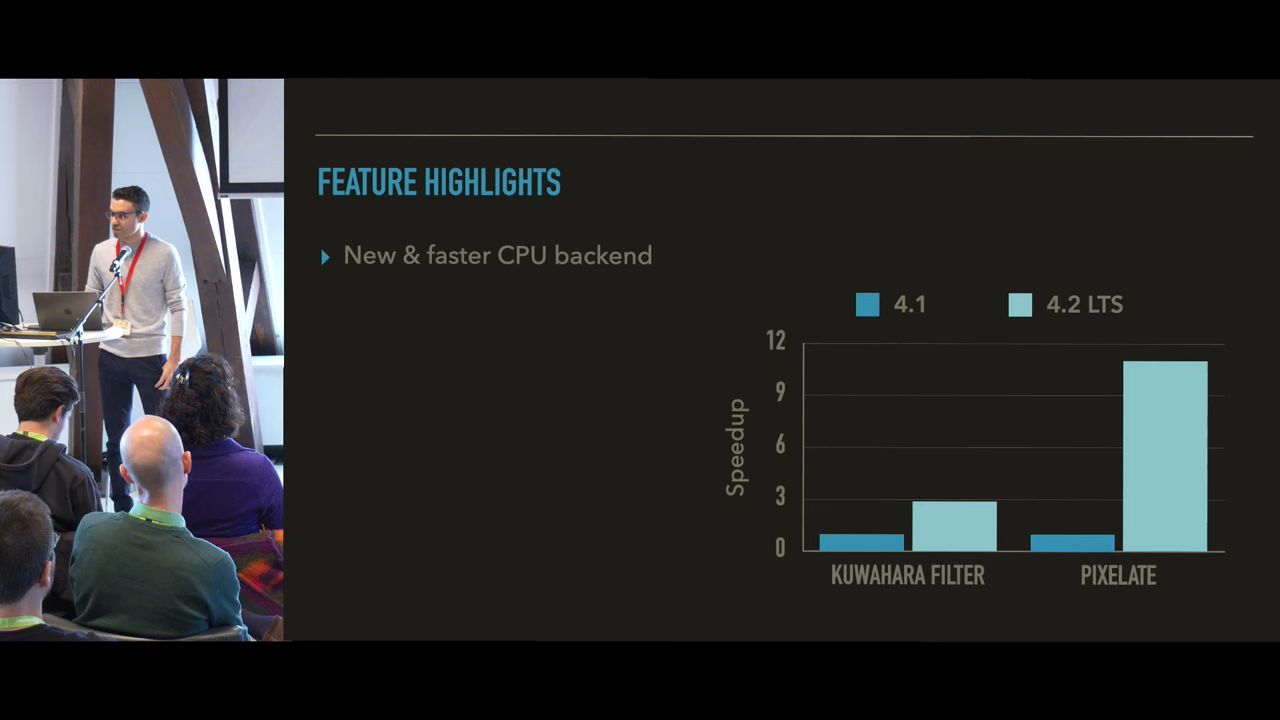 FEATURE HIGHLIGHTS
New & faster CPU backend
4.1
4.2 LTS
Speedup
12
9
6
3
0
KUWAHARA FILTER
PIXELATE